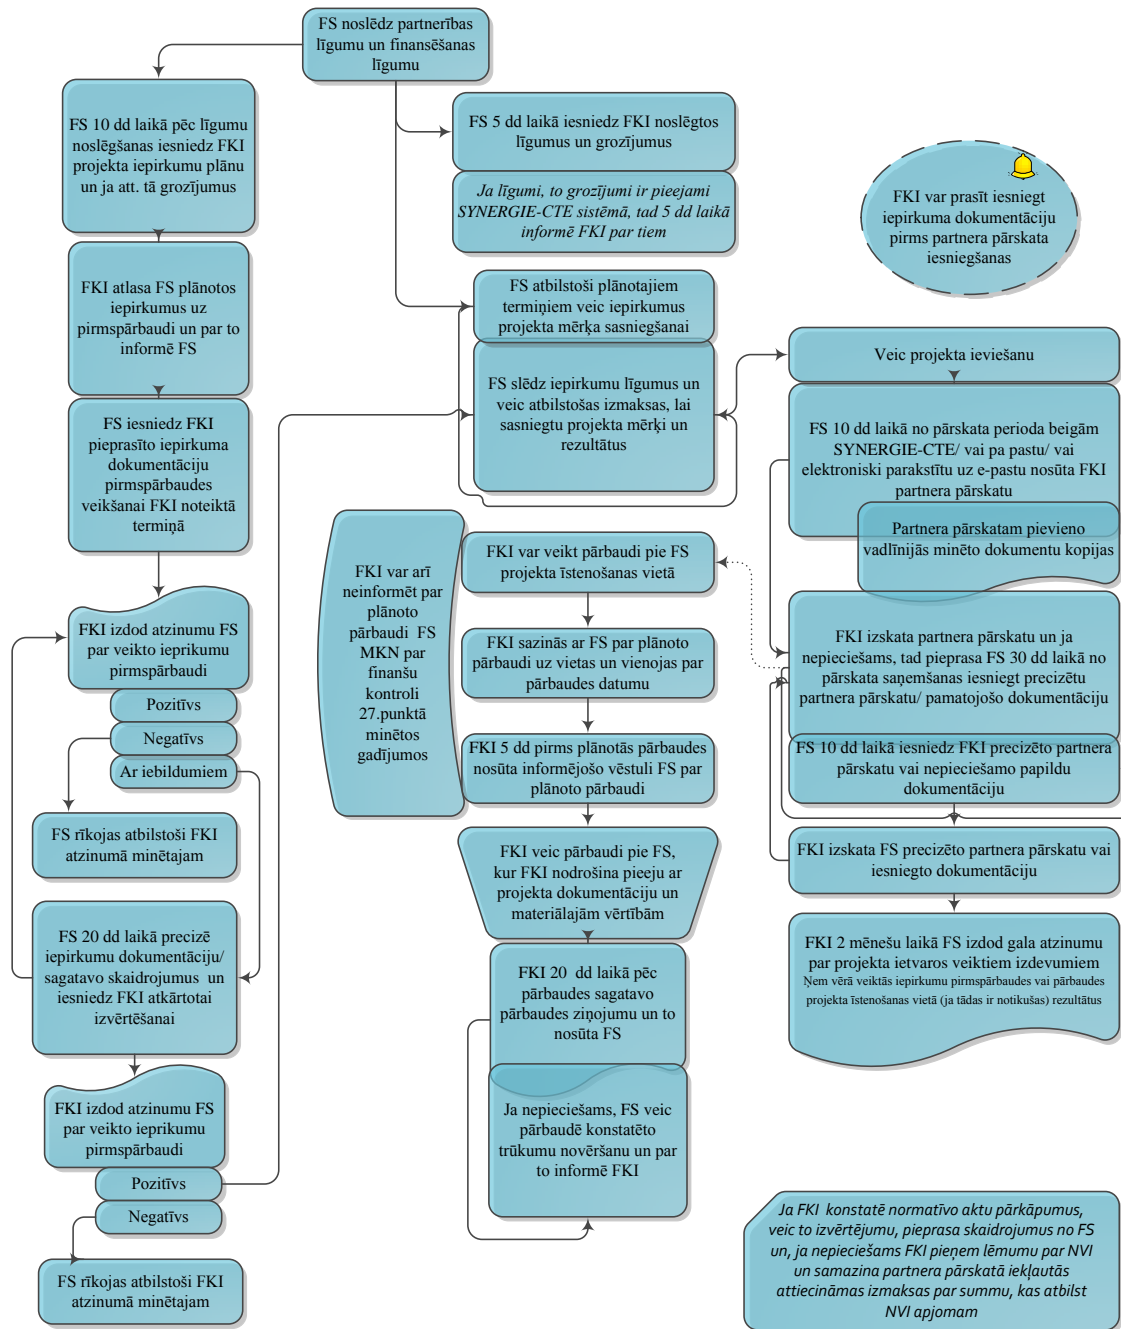 FS noslēdz partnerības
līgumu un finansēšanas
līgumu
FS 10 dd laikā pēc līgumu
noslēgšanas iesniedz FKI
projekta iepirkumu plānu
un ja att. tā grozījumus
FKI atlasa FS plānotos
iepirkumus uz
pirmspārbaudi un par to
informē FS
FS iesniedz FKI
pieprasīto iepirkuma
dokumentāciju
pirmspārbaudes
veikšanai FKI noteiktā
termiņā
FKI izdod atzinumu FS
par veikto ieprikumu
pirmspārbaudi
Pozitīvs
Negatīvs
Ar iebildumiem
FS rīkojas atbilstoši FKI
atzinumā minētajam
FS 20 dd laikā precizē
iepirkumu dokumentāciju/
sagatavo skaidrojumus un
iesniedz FKI atkārtotai
izvērtēšanai
FKI izdod atzinumu FS
par veikto ieprikumu
pirmspārbaudi
Pozitīvs
Negatīvs
FS rīkojas atbilstoši FKI
atzinumā minētajam
FS 5 dd laikā iesniedz FKI noslēgtos
līgumus un grozījumus
Ja līgumi, to grozījumi ir pieejami
SYNERGIE-CTE sistēmā, tad 5 dd laikā
informē FKI par tiem
FS atbilstoši plānotajiem
termiņiem veic iepirkumus
projekta mērķa sasniegšanai
FS slēdz iepirkumu līgumus un
veic atbilstošas izmaksas, lai
sasniegtu projekta mērķi un
rezultātus
FKI var arī
neinformēt par
plānoto
pārbaudi FS
MKN par
finanšu
kontroli
27.punktā
minētos
gadījumos
FKI var veikt pārbaudi pie FS
projekta īstenošanas vietā
FKI sazinās ar FS par plānoto
pārbaudi uz vietas un vienojas par
pārbaudes datumu
FKI 5 dd pirms plānotās pārbaudes
nosūta informējošo vēstuli FS par
plānoto pārbaudi
FKI veic pārbaudi pie FS,
kur FKI nodrošina pieeju ar
projekta dokumentāciju un
materiālajām vērtībām
FKI 20 dd laikā pēc
pārbaudes sagatavo
pārbaudes ziņojumu un to
nosūta FS
Ja nepieciešams, FS veic
pārbaudē konstatēto
trūkumu novēršanu un par
to informē FKI
FKI var prasīt iesniegt
iepirkuma dokumentāciju
pirms partnera pārskata
iesniegšanas
Veic projekta ieviešanu
FS 10 dd laikā no pārskata perioda beigām
SYNERGIE-CTE/ vai pa pastu/ vai
elektroniski parakstītu uz e-pastu nosūta FKI
partnera pārskatu
Partnera pārskatam pievieno
vadlīnijās minēto dokumentu kopijas
FKI izskata partnera pārskatu un ja
nepieciešams, tad pieprasa FS 30 dd laikā no
pārskata saņemšanas iesniegt precizētu
partnera pārskatu/ pamatojošo dokumentāciju
FS 10 dd laikā iesniedz FKI precizēto partnera
pārskatu vai nepieciešamo papildu
dokumentāciju
FKI izskata FS precizēto partnera pārskatu vai
iesniegto dokumentāciju
FKI 2 mēnešu laikā FS izdod gala atzinumu
par projekta ietvaros veiktiem izdevumiem
Ņem vērā veiktās iepirkumu pirmspārbaudes vai pārbaudes
projekta īstenošanas vietā (ja tādas ir notikušas) rezultātus
Ja FKI konstatē normatīvo aktu pārkāpumus,
veic to izvērtējumu, pieprasa skaidrojumus no FS
un, ja nepieciešams FKI pieņem lēmumu par NVI
un samazina partnera pārskatā iekļautās
attiecināmas izmaksas par summu, kas atbilst
NVI apjomam